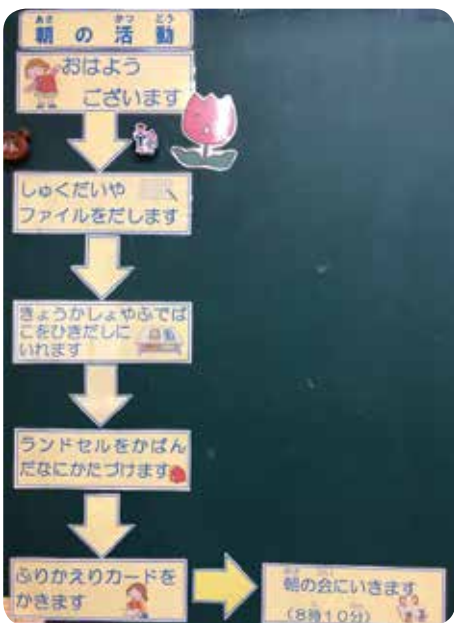 朝の活動
おはよう
ございます
しゅくだいや
ファイルをだします
きょうかしょやふでば
こをひきだしに
いれます
ランドセルをかばん
だなにかたづけます
ふりかえりカードを
かきます
朝の会にいきます
(8時10分)